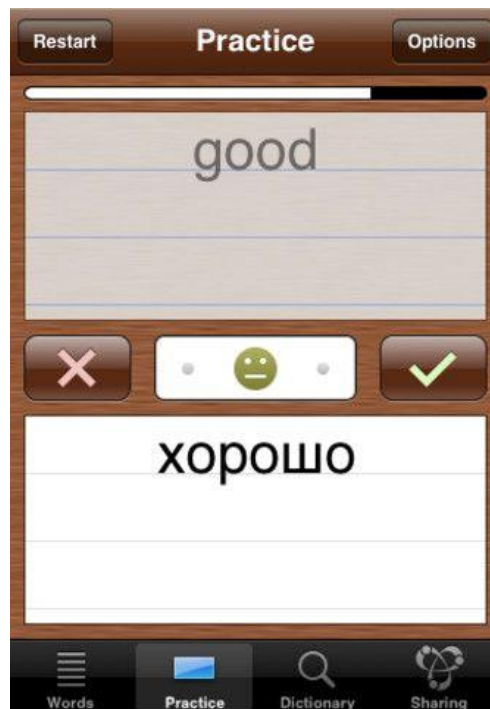 Restart Practice Options
good
хорошо
Words Practice Dictionary Sharing